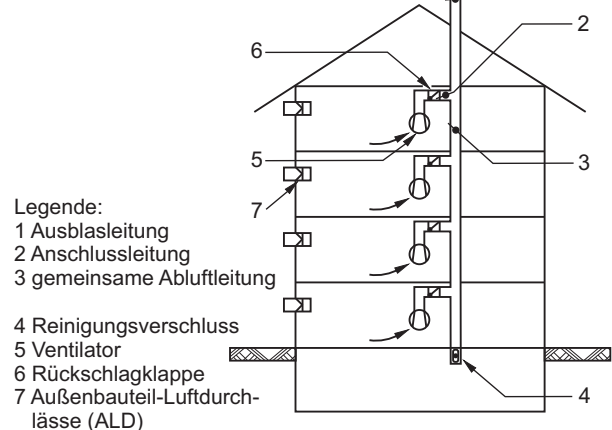 2
6
5
3
7
Legende:
1 Ausblasleitung
2 Anschlussleitung
3 gemeinsame Abluftleitung
4 Reinigungsverschluss
5 Ventilator
6 Rückschlagklappe
7 Außenbauteil-Luftdurch-
lässe (ALD)
4